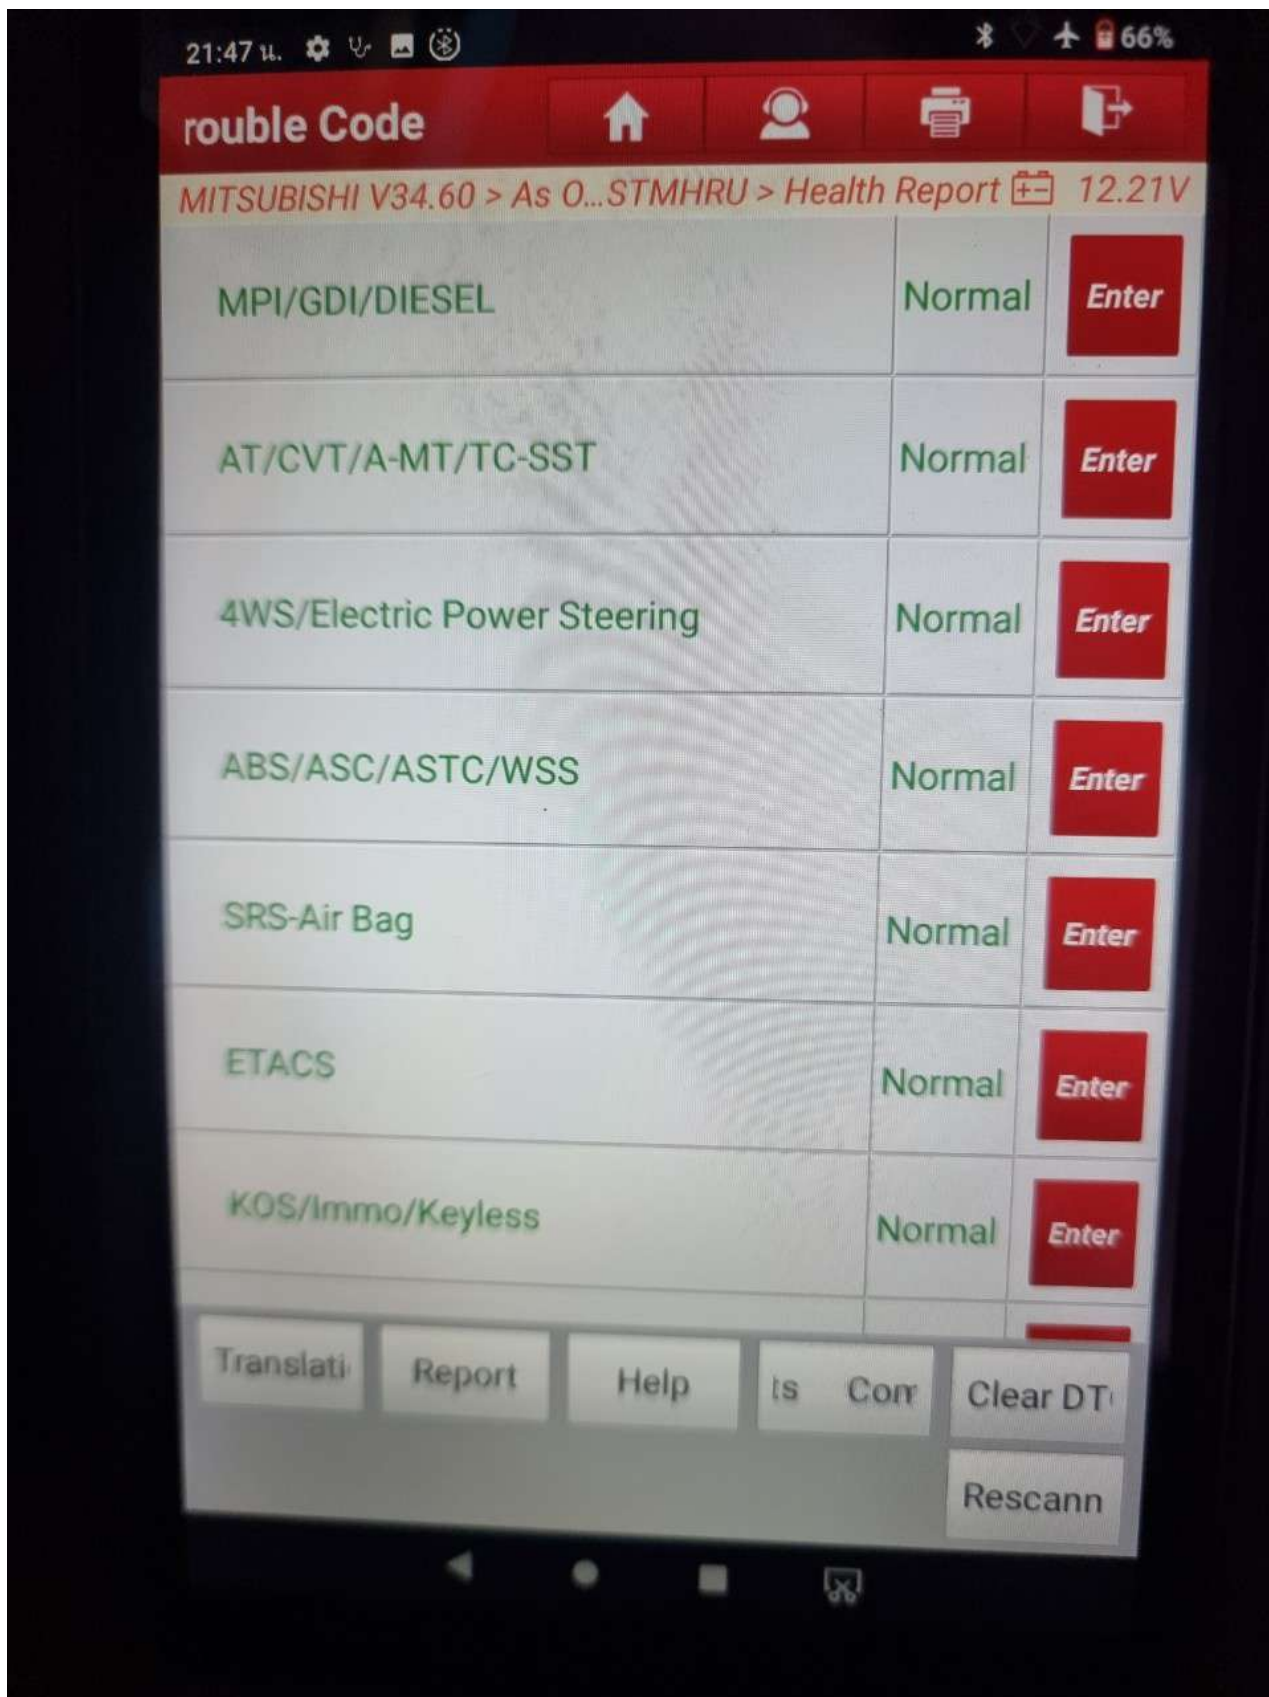 21:47 น. 66%
rouble Code
MITSUBISHI V34.60 > As O...STMHRU > Health Report 12.21V
MPI/GDI/DIESEL Normal Enter
AT/CVT/A-MT/TC-SST Normal Enter
4WS/Electric Power Steering Normal Enter
ABS/ASC/ASTC/WSS Normal Enter
SRS-Air Bag Normal Enter
ETACS Normal Enter
KOS/Immo/Keyless Normal Enter
Translati Report Help ts Com Clear DT
Rescann